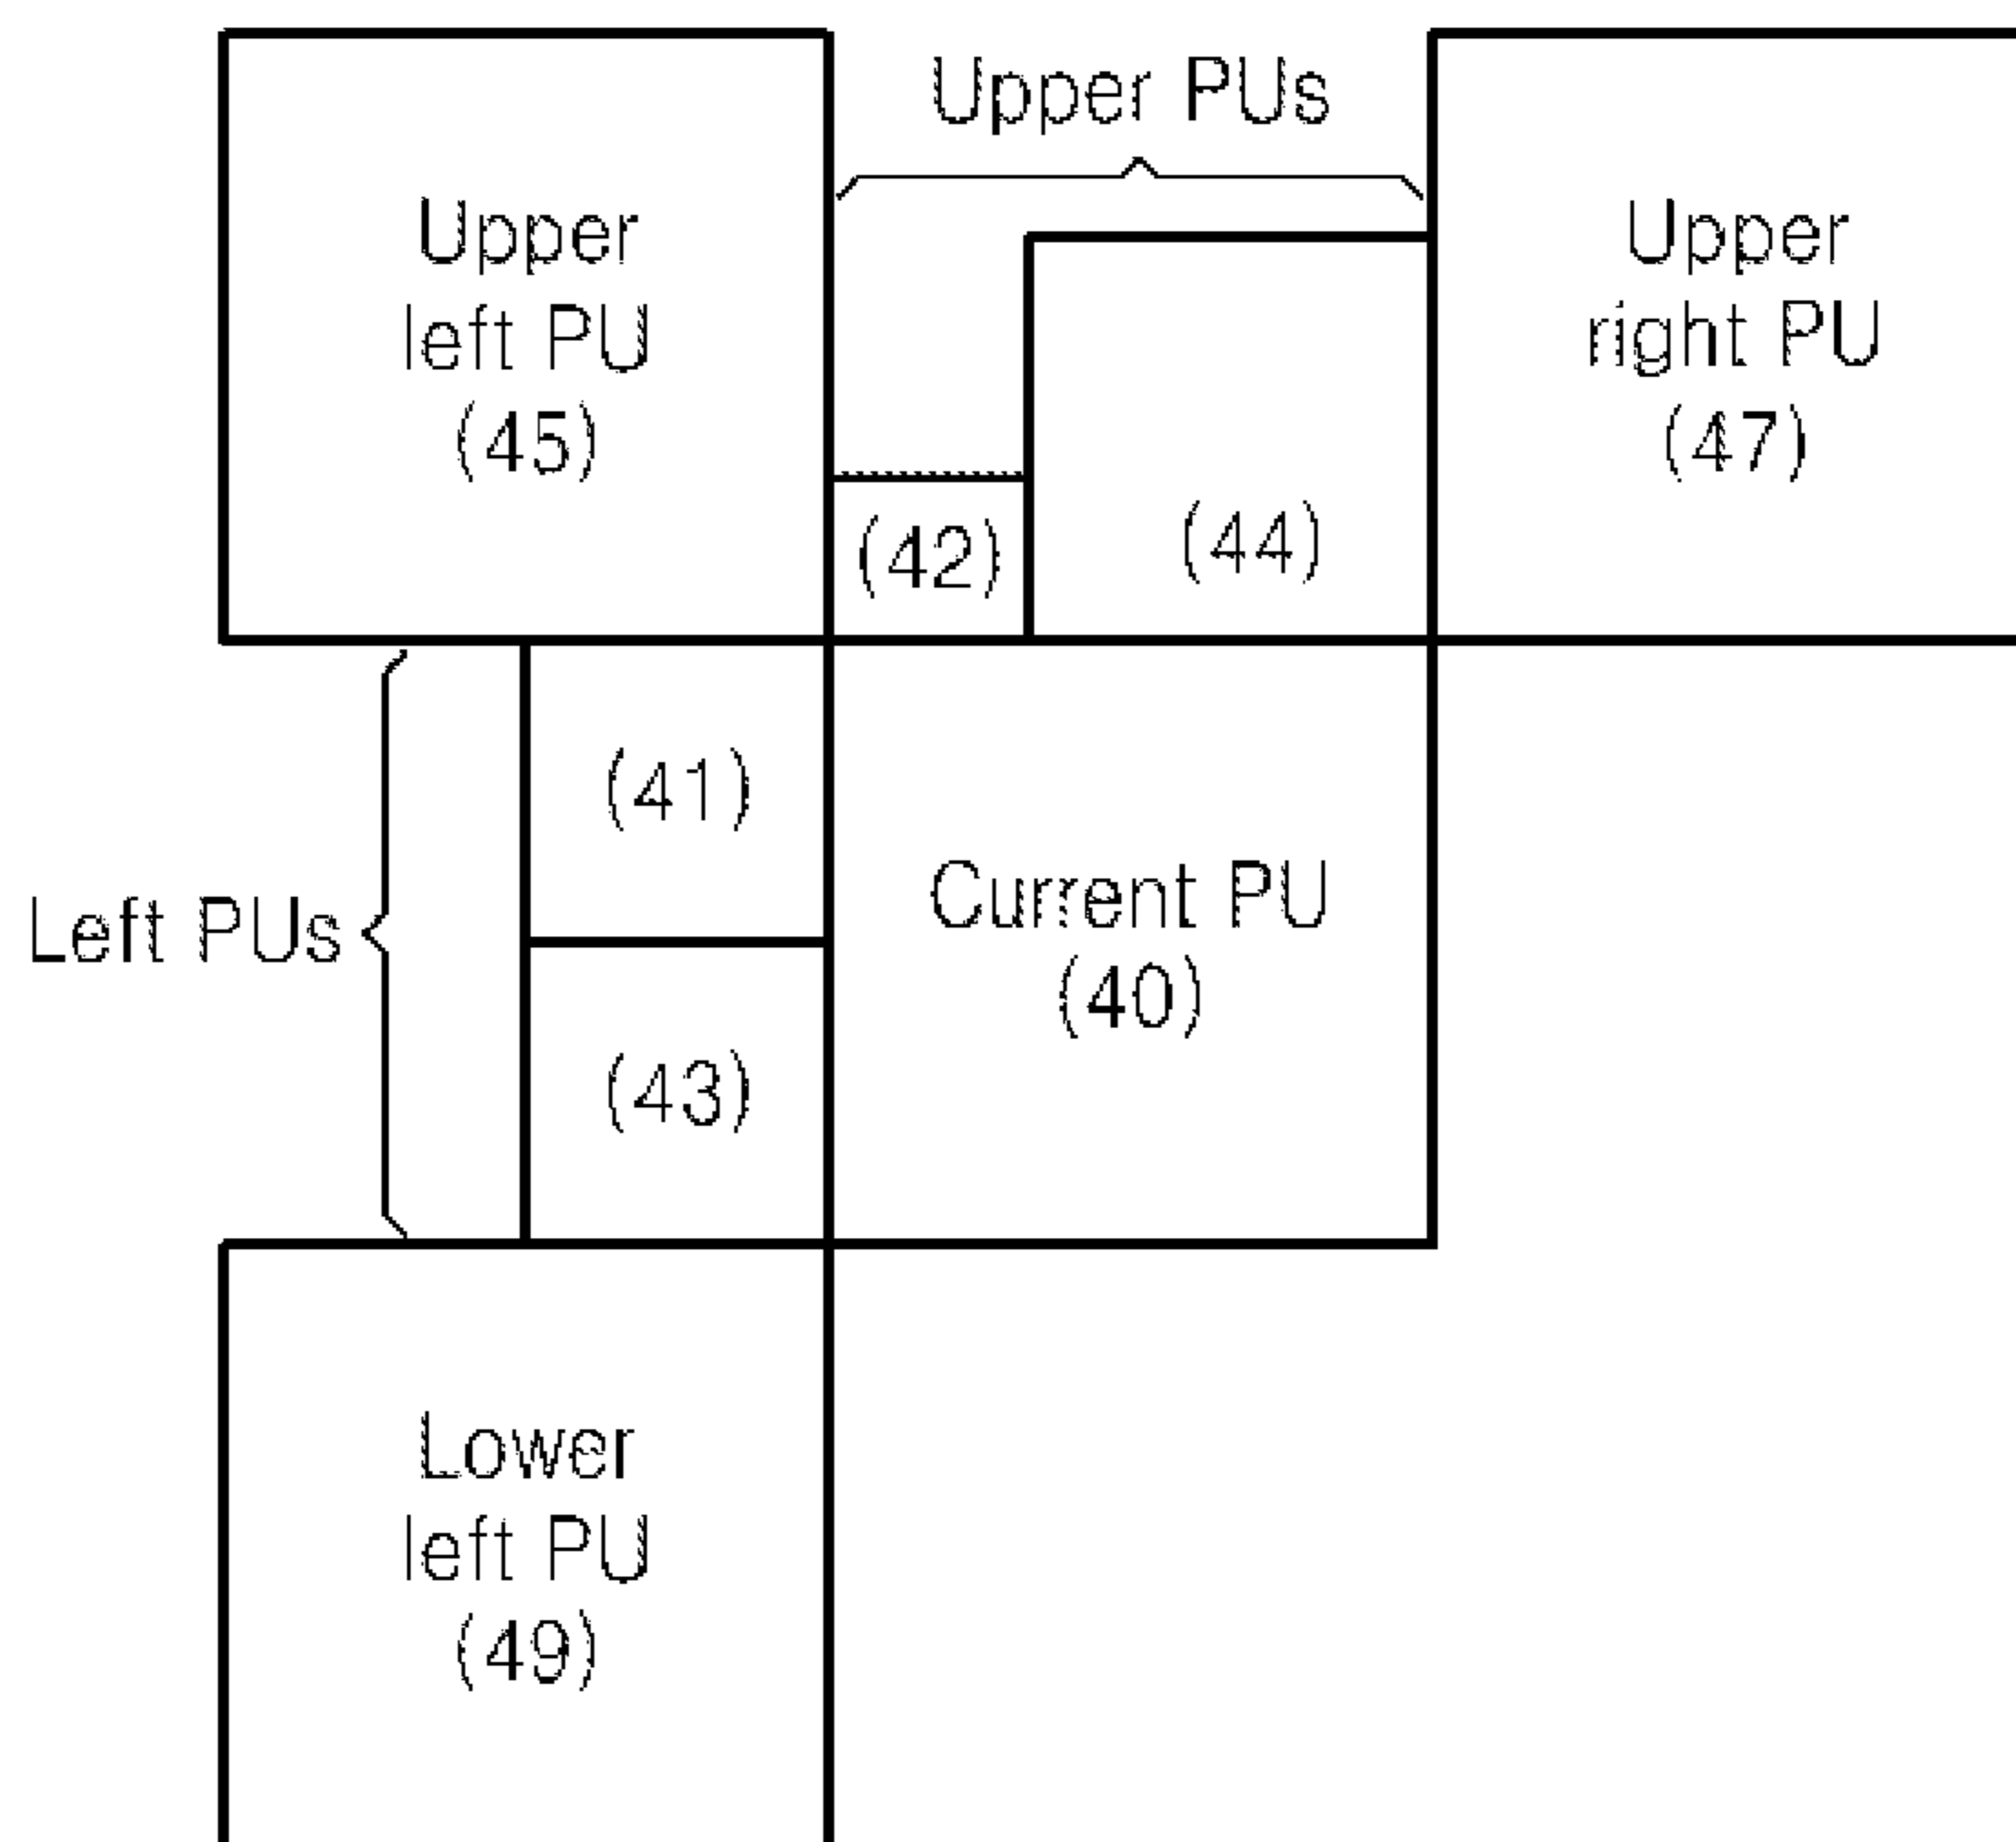 Upper PUs
Upper
left PU
(45)
Upper
right PU
(47)
(42)
(44)
(41)
Left PUs
Current PU
(40)
(43)
Lower
left PU
(49)